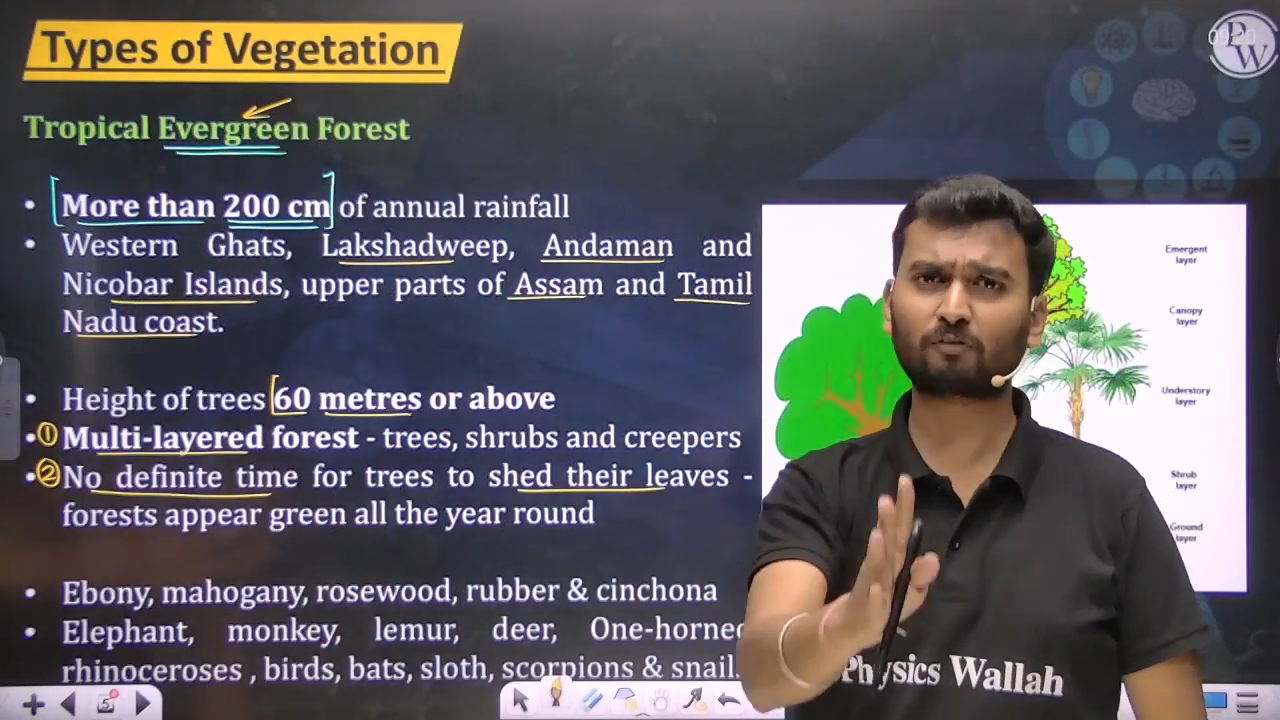 Types of Vegetation
Tropical Evergreen Forest
• More than 200 cm of annual rainfall
• Western Ghats, Lakshadweep, Andaman and
Nicobar Islands, upper parts of Assam and Tamil
Nadu coast.
• Height of trees 60 metres or above
• ① Multi-layered forest - trees, shrubs and creepers
• ② No definite time for trees to shed their leaves -
forests appear green all the year round
• Ebony, mahogany, rosewood, rubber & cinchona
• Elephant, monkey, lemur, deer, One-horned
rhinoceroses , birds, bats, sloth, scorpions & snail.
Emergent
layer
Canopy
layer
Understory
layer
Shrub
layer
Ground
layer
PW
Physics Wallah
5